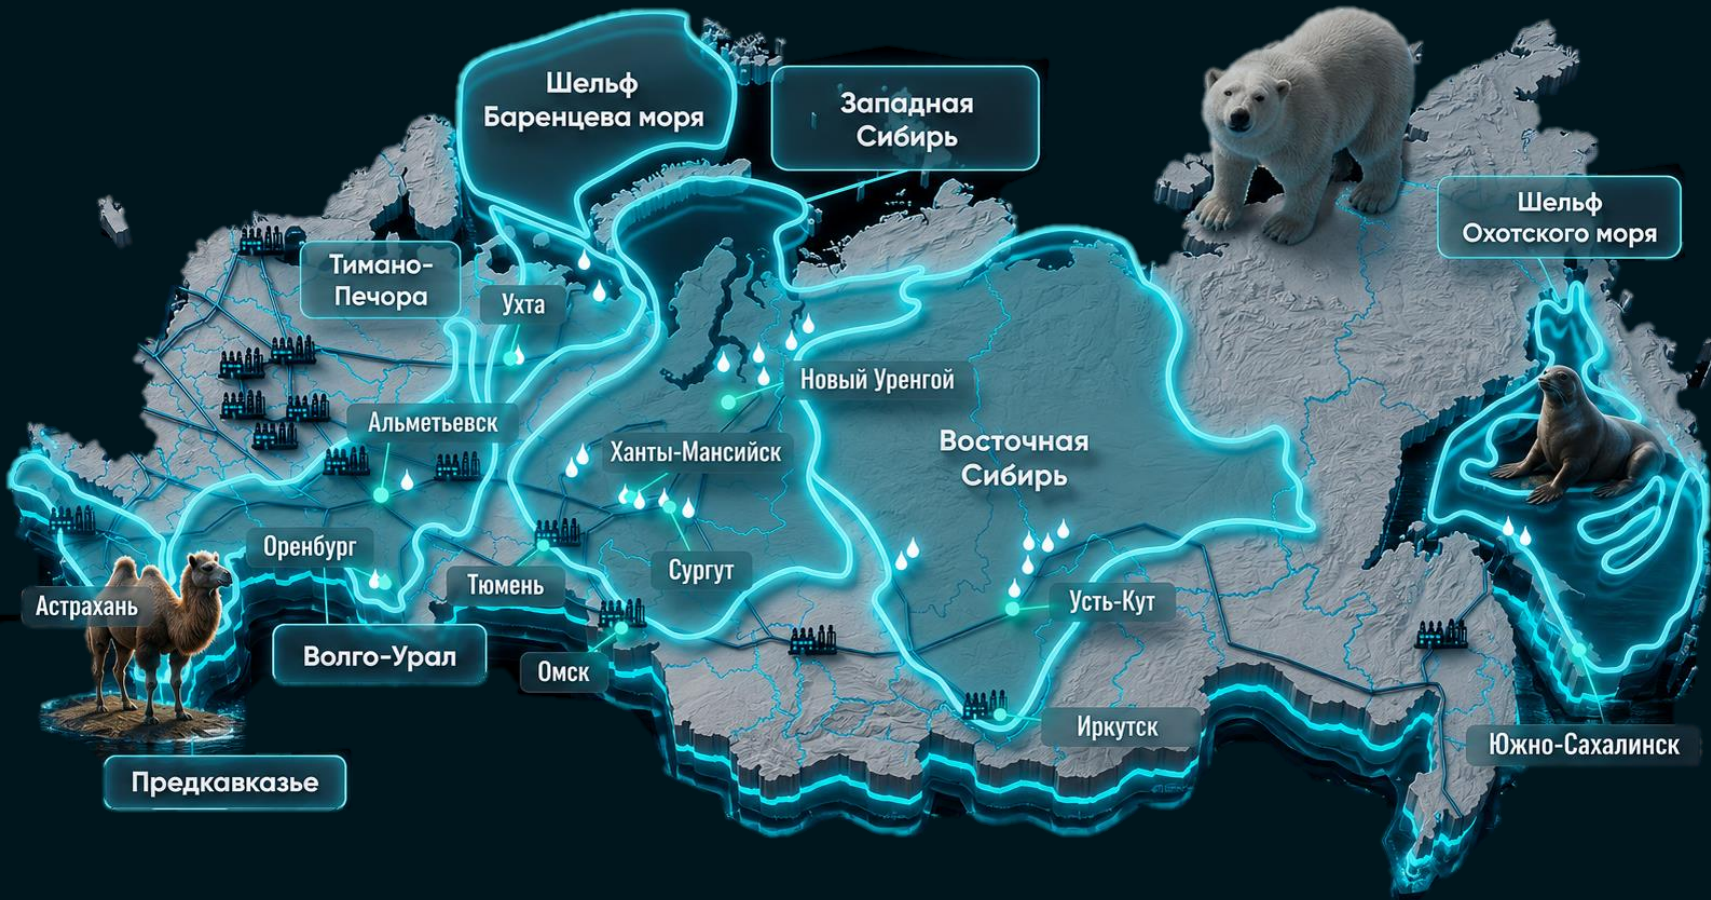 Шельф
Баренцева моря
Западная
Сибирь
Шельф
Охотского моря
Тимано-
Печора
Ухта
Новый Уренгой
Альметьевск
Ханты-Мансийск
Восточная
Сибирь
Оренбург
Тюмень
Сургут
Астрахань
Усть-Кут
Волго-Урал
Омск
Иркутск
Южно-Сахалинск
Предкавказье